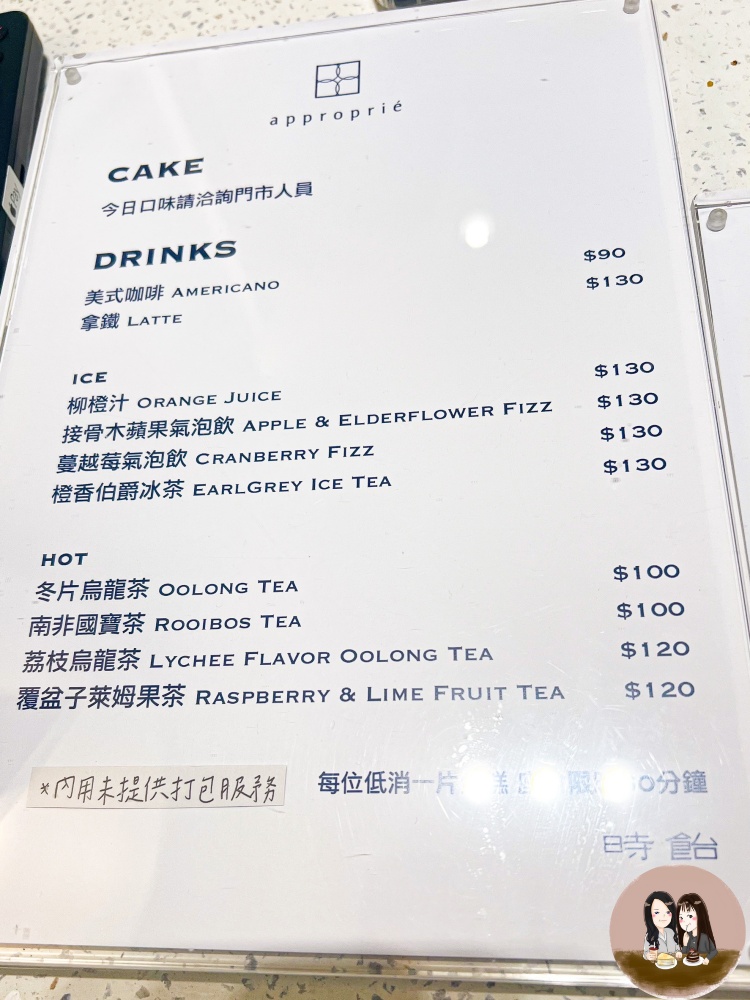 approprié
CAKE
今日口味請洽詢門市人員
DRINKS
美式咖啡 AMERICANO $90
拿鐵 LATTE $130
ICE
柳橙汁 ORANGE JUICE $130
接骨木蘋果氣泡飲 APPLE & ELDERFLOWER FIZZ $130
蔓越莓氣泡飲 CRANBERRY FIZZ $130
橙香伯爵冰茶 EARLGREY ICE TEA $130
HOT
冬片烏龍茶 OOLONG TEA $100
南非國寶茶 ROOIBOS TEA $100
荔枝烏龍茶 LYCHEE FLAVOR OOLONG TEA $120
覆盆子萊姆果茶 RASPBERRY & LIME FRUIT TEA $120
*內用未提供打包服務
每位低消一片 糕 限 0分鐘
時飴